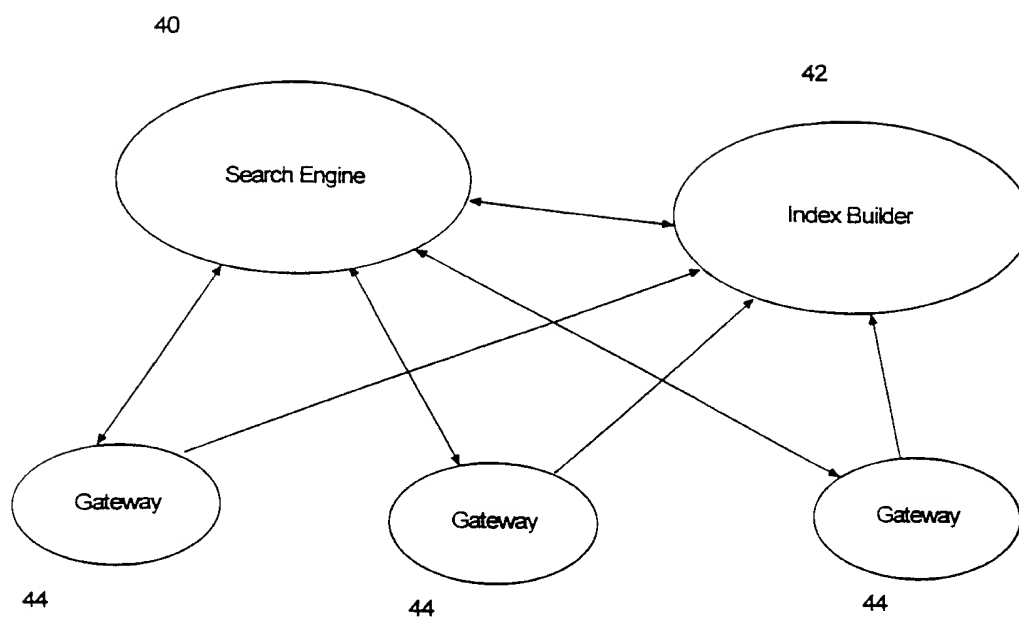 40
42
Search Engine
Index Builder
Gateway
Gateway
Gateway
44
44
44